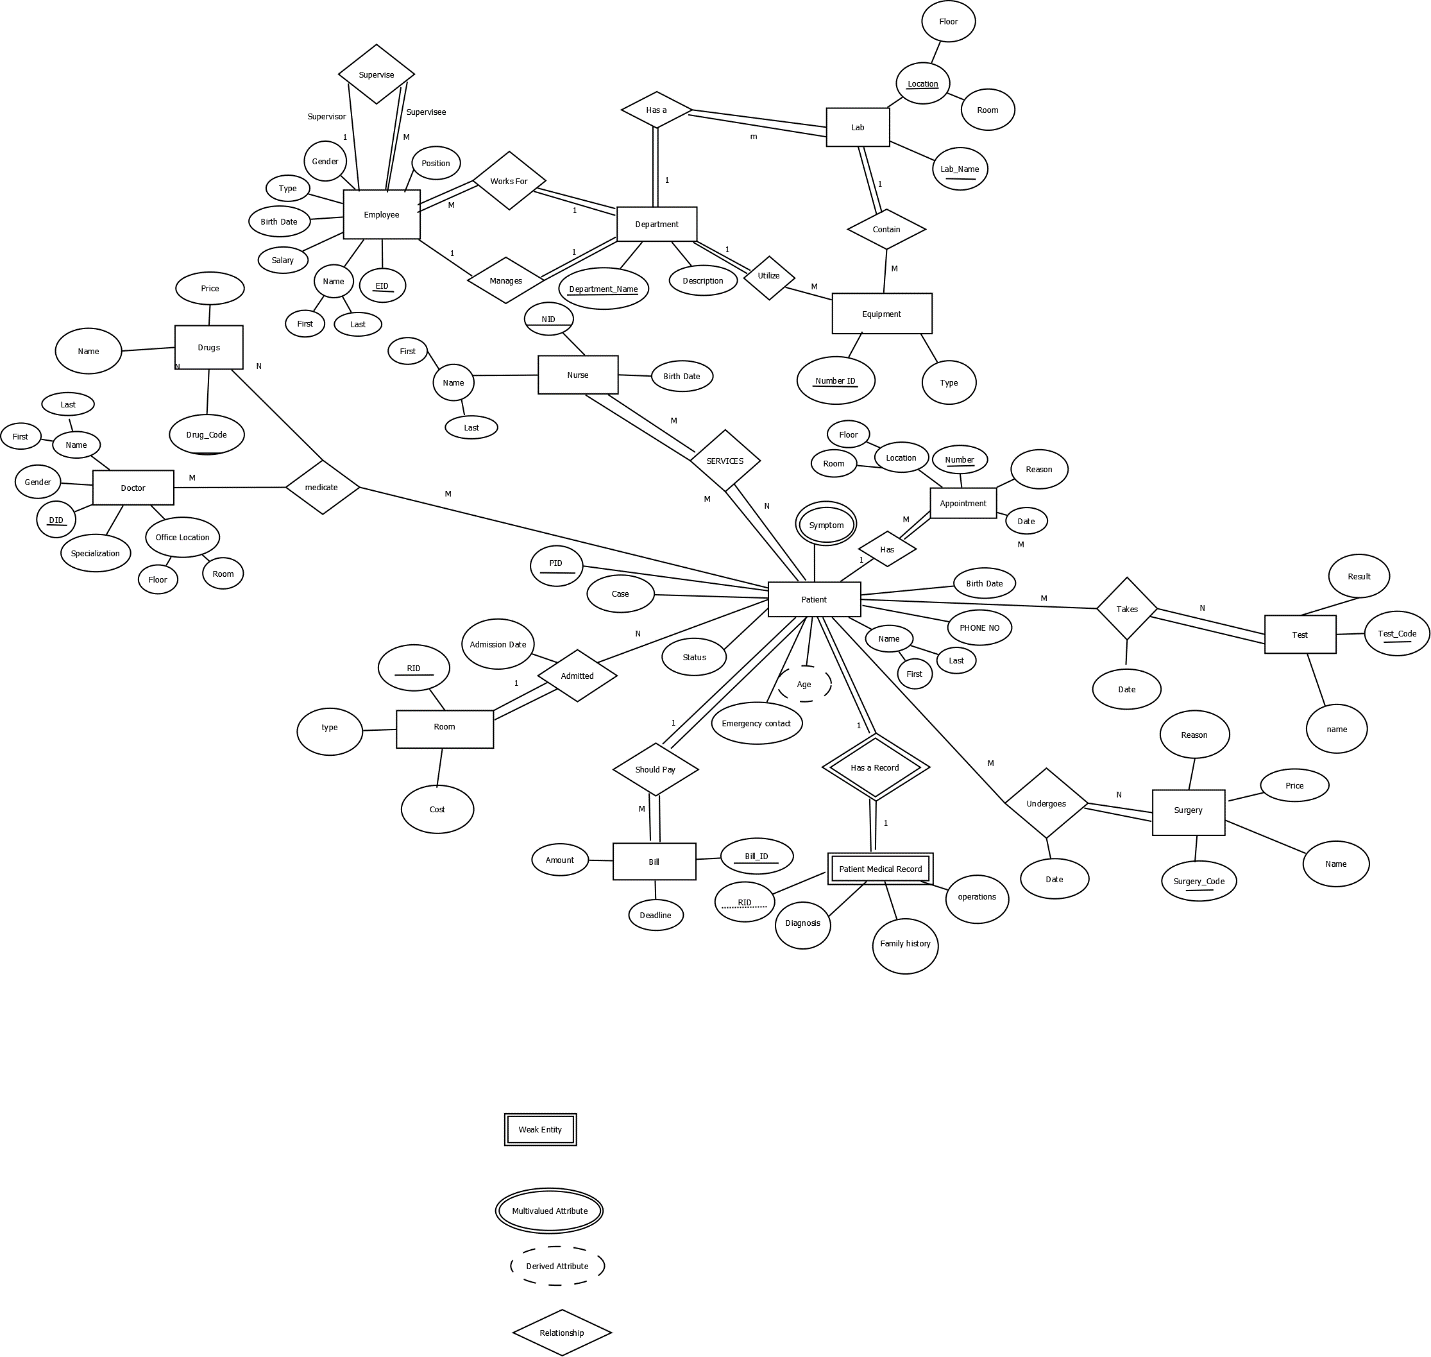 Floor
Supervise
Location
Has a
Room
Supervisor
Supervisee
Lab
1
M
m
Gender
Position
Lab_Name
Type
Works For
1
1
M
1
Birth Date
Employee
Department
Contain
Salary
1
1
1
M
Name
EID
Manages
Department_Name
Description
Utilize
M
Price
First
Last
NID
Equipment
Name
Drugs
First
N
N
Nurse
Birth Date
Name
Number ID
Type
Last
Last
M
Floor
First
Name
Drug_Code
Location
Number
SERVICES
Room
Reason
Gender
Doctor
M
medicate
M
M
N
Appointment
DID
Symptom
M
Date
Specialization
Office Location
Has
M
PID
1
Floor
Room
Case
Patient
Birth Date
Result
M
Takes
N
PHONE NO
Test
Test_Code
N
Name
Admission Date
Status
Last
RID
Admitted
First
1
Age
Date
type
Room
1
Emergency contact
1
name
Reason
Should Pay
Has a Record
M
Price
Cost
M
1
Undergoes
N
Surgery
Amount
Bill
Bill_ID
Patient Medical Record
Name
Date
Surgery_Code
RID
operations
Deadline
Diagnosis
Family history
Weak Entity
Multivalued Attribute
Derived Attribute
Relationship